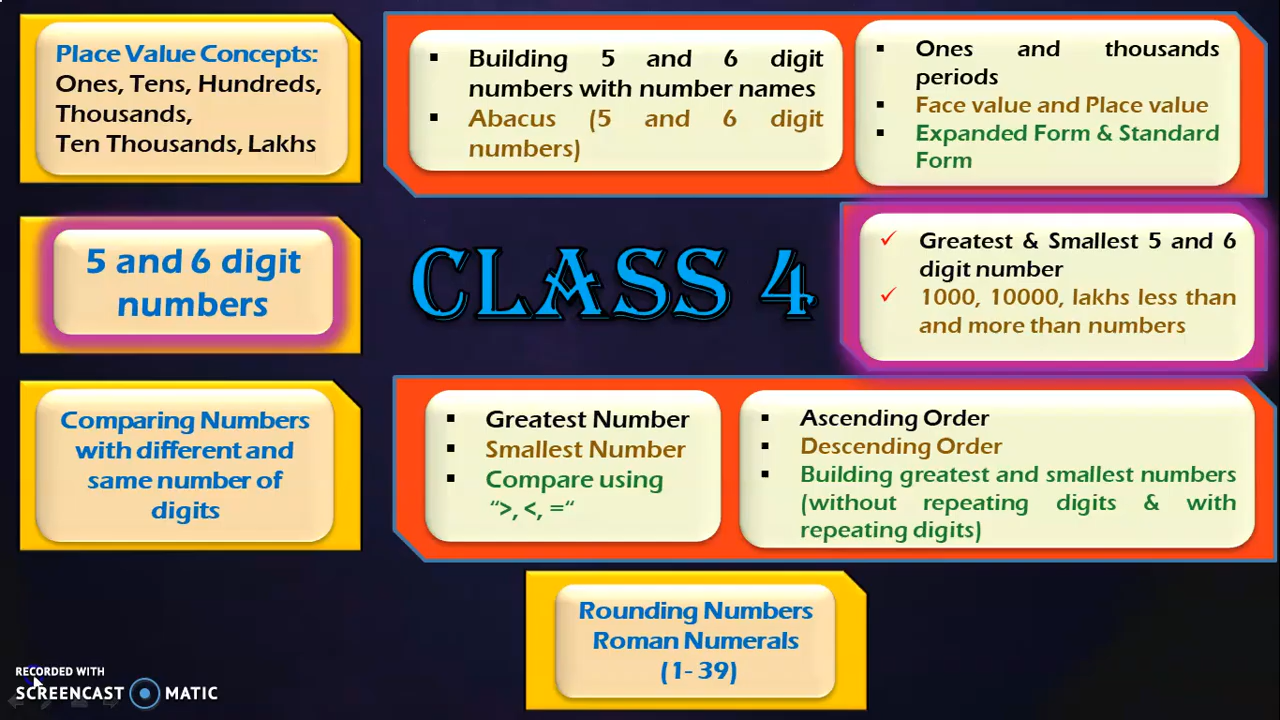 Place Value Concepts:
Ones, Tens, Hundreds,
Thousands,
Ten Thousands, Lakhs
▪ Building 5 and 6 digit
numbers with number names
▪ Abacus (5 and 6 digit
numbers)
▪ Ones and thousands
periods
▪ Face value and Place value
▪ Expanded Form & Standard
Form
5 and 6 digit
numbers
CLASS 4
✓ Greatest & Smallest 5 and 6
digit number
✓ 1000, 10000, lakhs less than
and more than numbers
Comparing Numbers
with different and
same number of
digits
▪ Greatest Number
▪ Smallest Number
▪ Compare using
“>, <, =“
▪ Ascending Order
▪ Descending Order
▪ Building greatest and smallest numbers
(without repeating digits & with
repeating digits)
Rounding Numbers
Roman Numerals
(1- 39)
RECORDED WITH
SCREENCAST MATIC